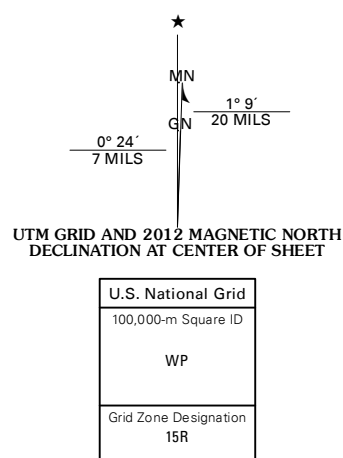 ★
MN
1° 9´
20 MILS
GN
0° 24´
7 MILS
UTM GRID AND 2012 MAGNETIC NORTH
DECLINATION AT CENTER OF SHEET
U.S. National Grid
100,000-m Square ID
WP
Grid Zone Designation
15R